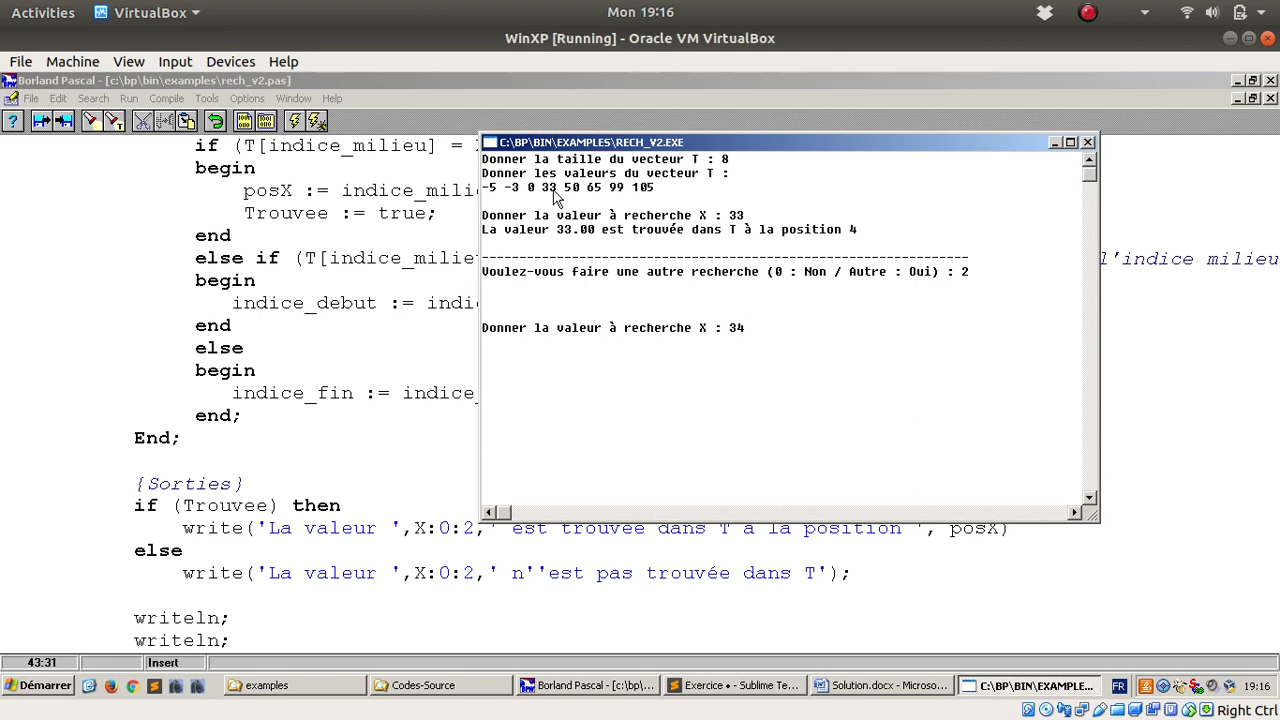 Activities VirtualBox Mon 19:16
WinXP [Running] - Oracle VM VirtualBox
File Machine View Input Devices Help
Borland Pascal - [c:\bp\bin\examples\rech_v2.pas]
File Edit Search Run Compile Tools Options Window Help
if (T[indice_milieu] =
begin
posX := indice_milie
Trouvee := true;
end
else if (T[indice_milie
l'indice milieu
begin
indice_debut := indic
end
else
begin
indice_fin := indice_
end;
End;
{Sorties}
if (Trouvee) then
write('La valeur ',X:0:2,' est trouvée dans T à la position ', posX)
else
write('La valeur ',X:0:2,' n''est pas trouvée dans T');
writeln;
writeln;
C:\BP\BIN\EXAMPLES\RECH_V2.EXE
Donner la taille du vecteur T : 8
Donner les valeurs du vecteur T :
-5 -3 0 33 50 65 99 105
Donner la valeur à recherche X : 33
La valeur 33.00 est trouvée dans T à la position 4
-----------------------------------------------------------------
Voulez-vous faire une autre recherche (0 : Non / Autre : Oui) : 2
Donner la valeur à recherche X : 34
43:31 Insert
Démarrer examples Codes-Source Borland Pascal - [c:\bp\... Exercice • - Sublime Te... Solution.docx - Microso... C:\BP\BIN\EXAMPLE... FR 19:16
Right Ctrl